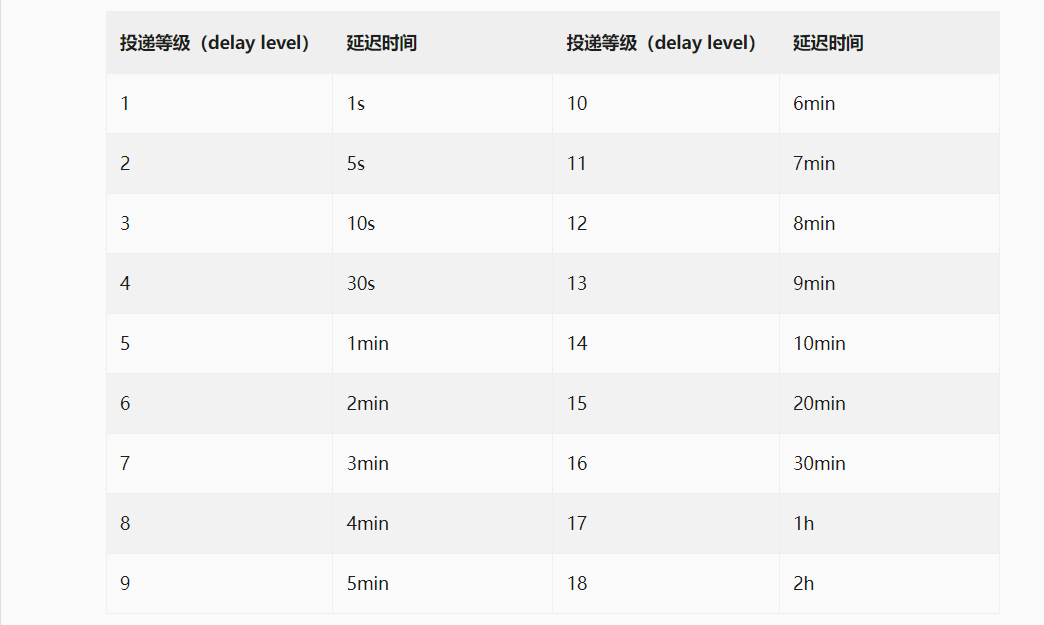 投递等级（delay level） 延迟时间 投递等级（delay level） 延迟时间
1 1s 10 6min
2 5s 11 7min
3 10s 12 8min
4 30s 13 9min
5 1min 14 10min
6 2min 15 20min
7 3min 16 30min
8 4min 17 1h
9 5min 18 2h